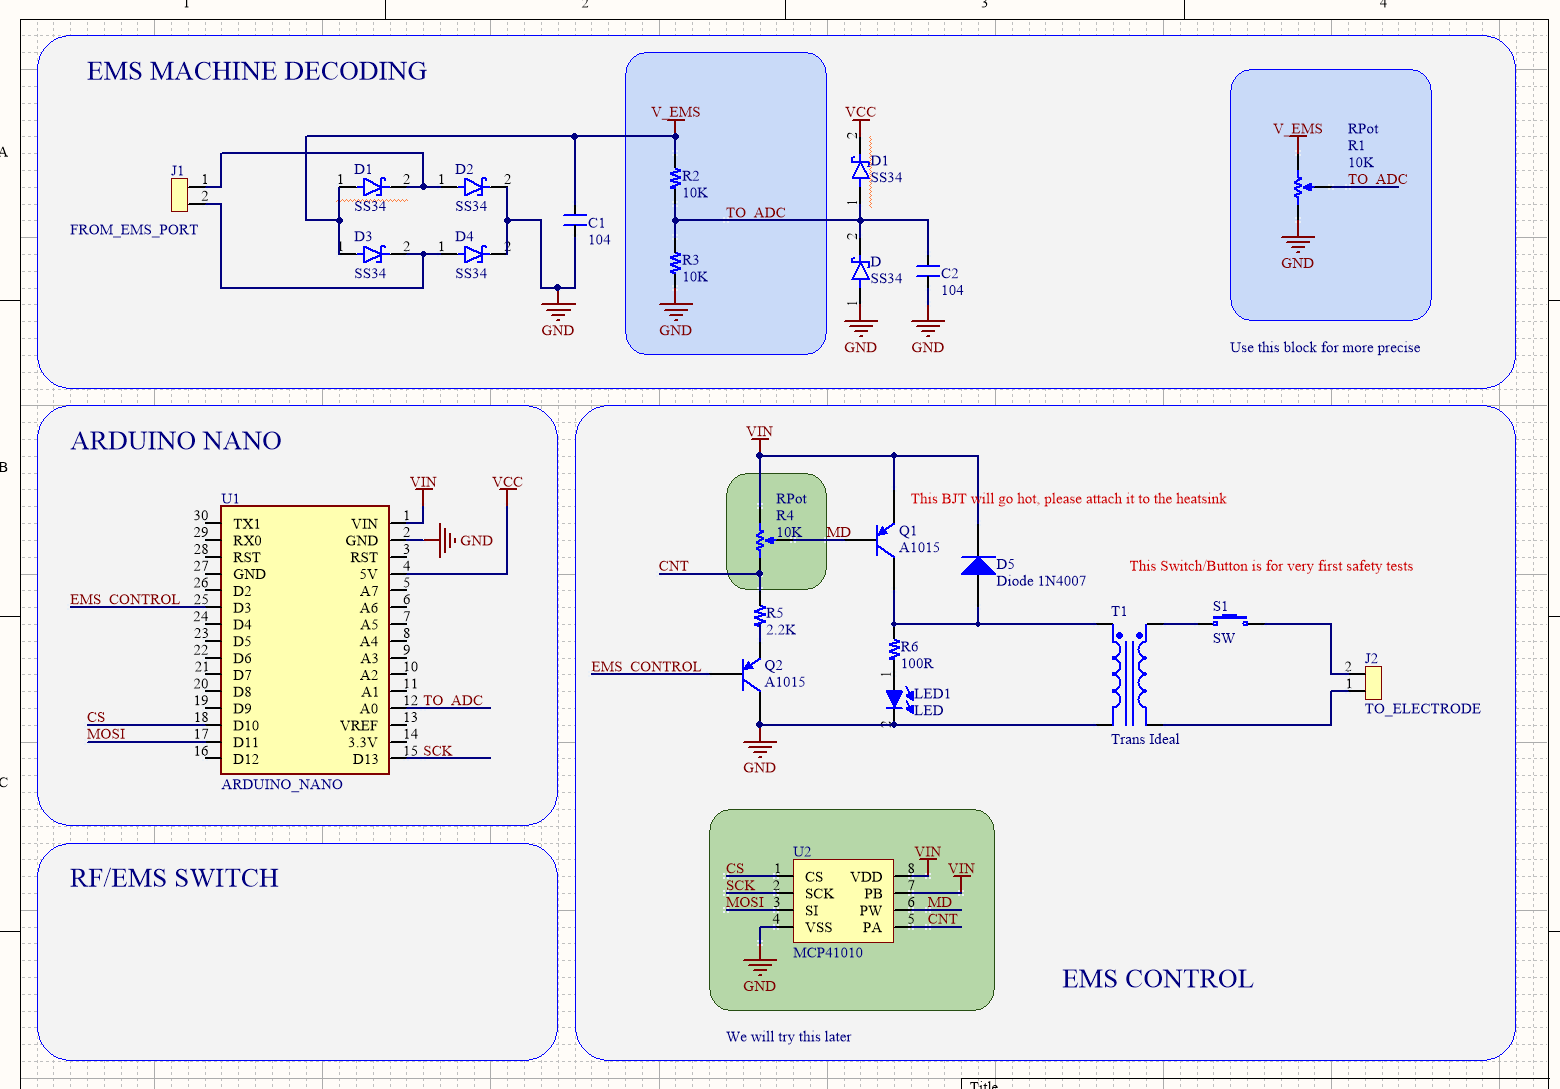 1 2 3 4
EMS MACHINE DECODING
A
J1
1
2
FROM_EMS_PORT
D1
1 2
SS34
D2
1 2
SS34
D3
1 2
SS34
D4
1 2
SS34
C1
104
GND
V_EMS
R2
10K
TO_ADC
R3
10K
GND
VCC
2
D1
SS34
1
2
D
SS34
1
GND
C2
104
GND
V_EMS
RPot
R1
10K
TO_ADC
GND
Use this block for more precise
B
ARDUINO NANO
VIN
VCC
U1
30 TX1 VIN 1
29 RX0 GND 2 GND
28 RST RST 3
27 GND 5V 4
26 D2 A7 5
EMS_CONTROL 25 D3 A6 6
24 D4 A5 7
23 D5 A4 8
22 D6 A3 9
21 D7 A2 10
20 D8 A1 11
19 D9 A0 12 TO_ADC
CS 18 D10 VREF 13
MOSI 17 D11 3.3V 14
16 D12 D13 15 SCK
ARDUINO_NANO
C
RF/EMS SWITCH
VIN
RPot
R4
10K
MD
CNT
This BJT will go hot, please attach it to the heatsink
Q1
A1015
D5
Diode 1N4007
This Switch/Button is for very first safety tests
R5
2.2K
EMS_CONTROL
Q2
A1015
R6
100R
1
LED1
LED
2
GND
T1
Trans Ideal
S1
SW
J2
2
1
TO_ELECTRODE
U2
VIN
VIN
CS 1 CS VDD 8
SCK 2 SCK PB 7
MOSI 3 SI PW 6 MD
4 VSS PA 5 CNT
MCP41010
GND
EMS CONTROL
We will try this later
Title